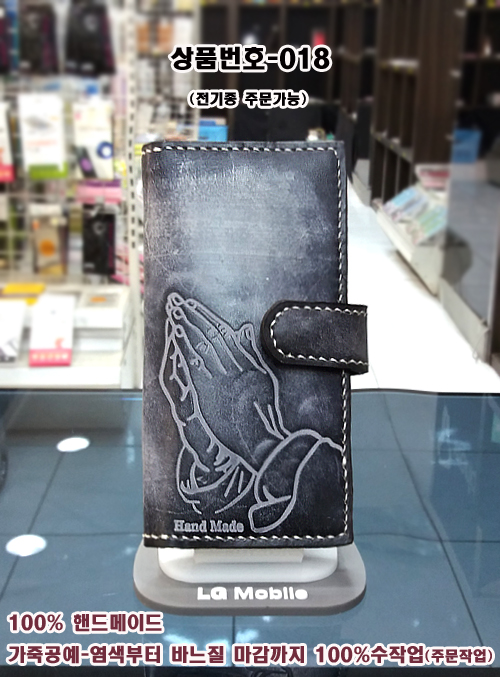 상품번호-018
(전기종 주문가능)
Hand Made
LG Mobile
100% 핸드메이드
가죽공예-염색부터 바느질 마감까지 100%수작업(주문작업)